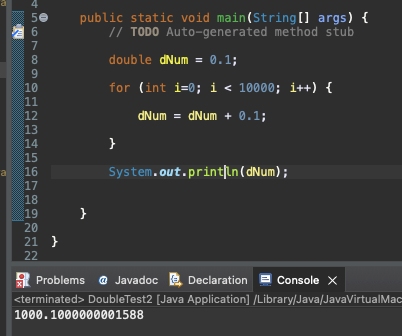 4
5 public static void main(String[] args) {
6 // TODO Auto-generated method stub
7
8 double dNum = 0.1;
9
10 for (int i=0; i < 10000; i++) {
11
12 dNum = dNum + 0.1;
13
14 }
15
16 System.out.println(dNum);
17
18
19 }
20
21 }
22
Problems @ Javadoc Declaration Console
<terminated> DoubleTest2 [Java Application] /Library/Java/JavaVirtualMac
1000.1000000001588